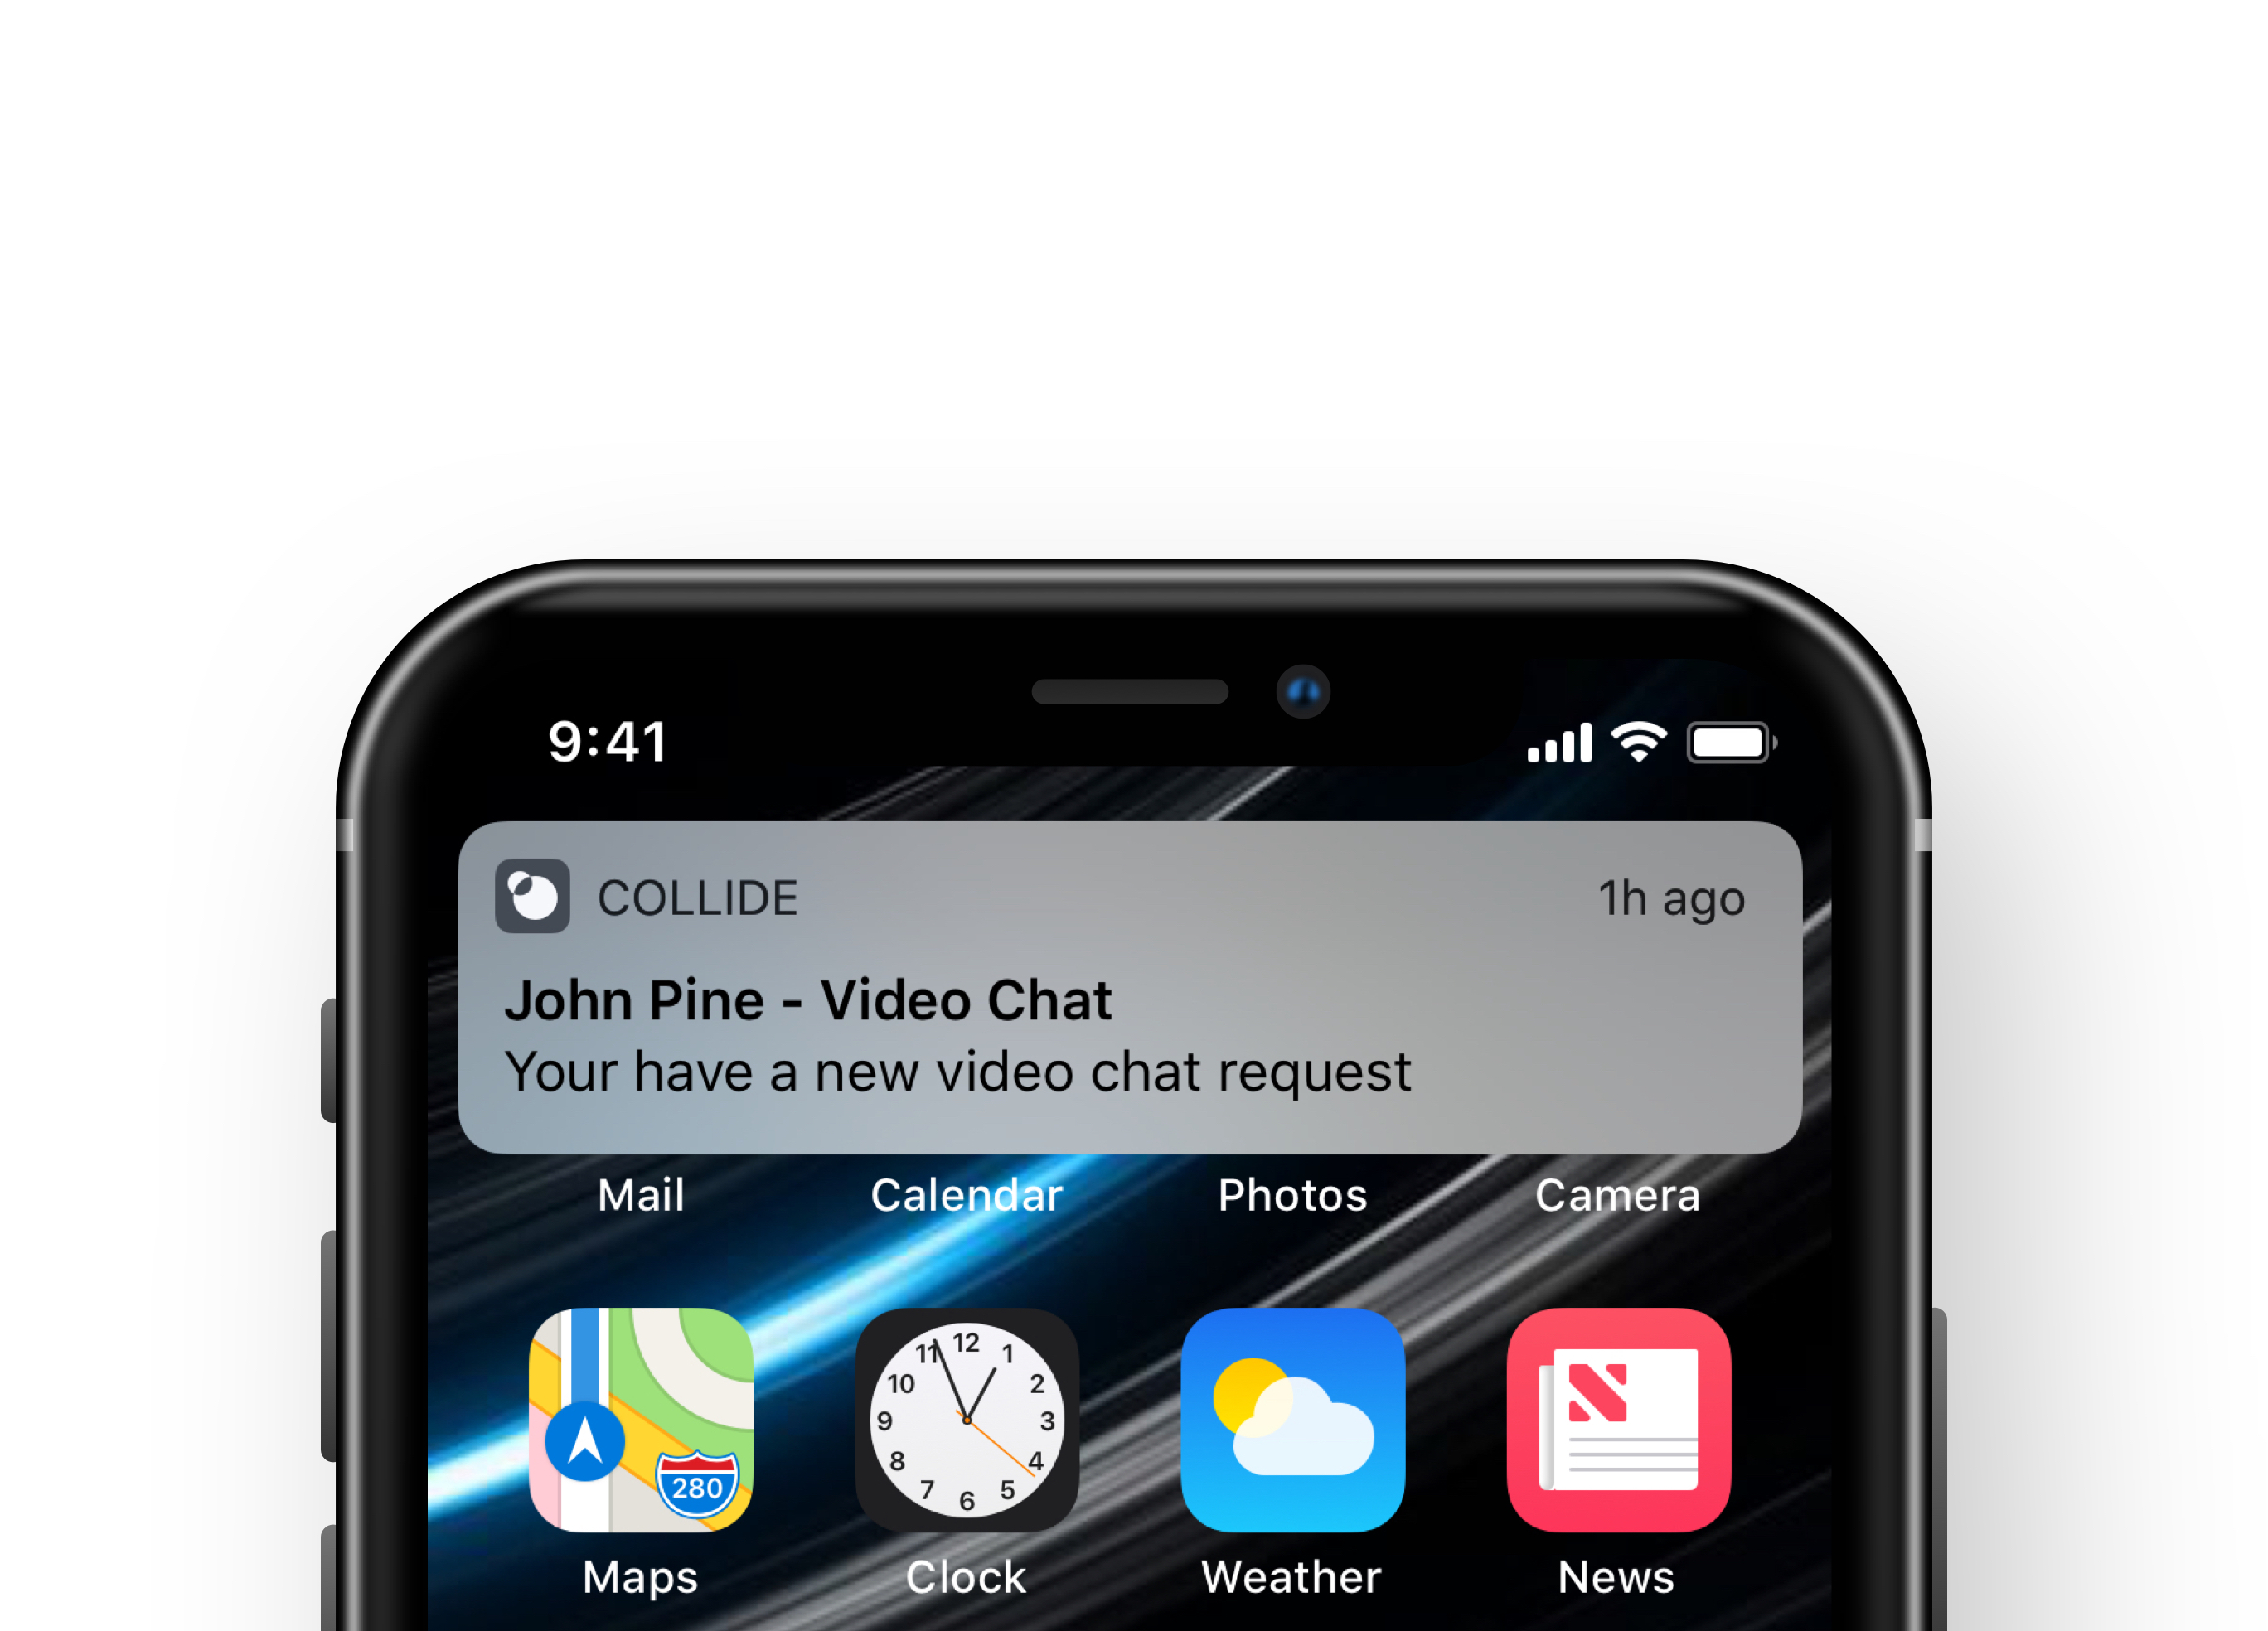 9:41
COLLIDE 1h ago
John Pine - Video Chat
Your have a new video chat request
Mail Calendar Photos Camera
12
11 1
10 2
9 3
8 4
7 5
6
280
Maps Clock Weather News